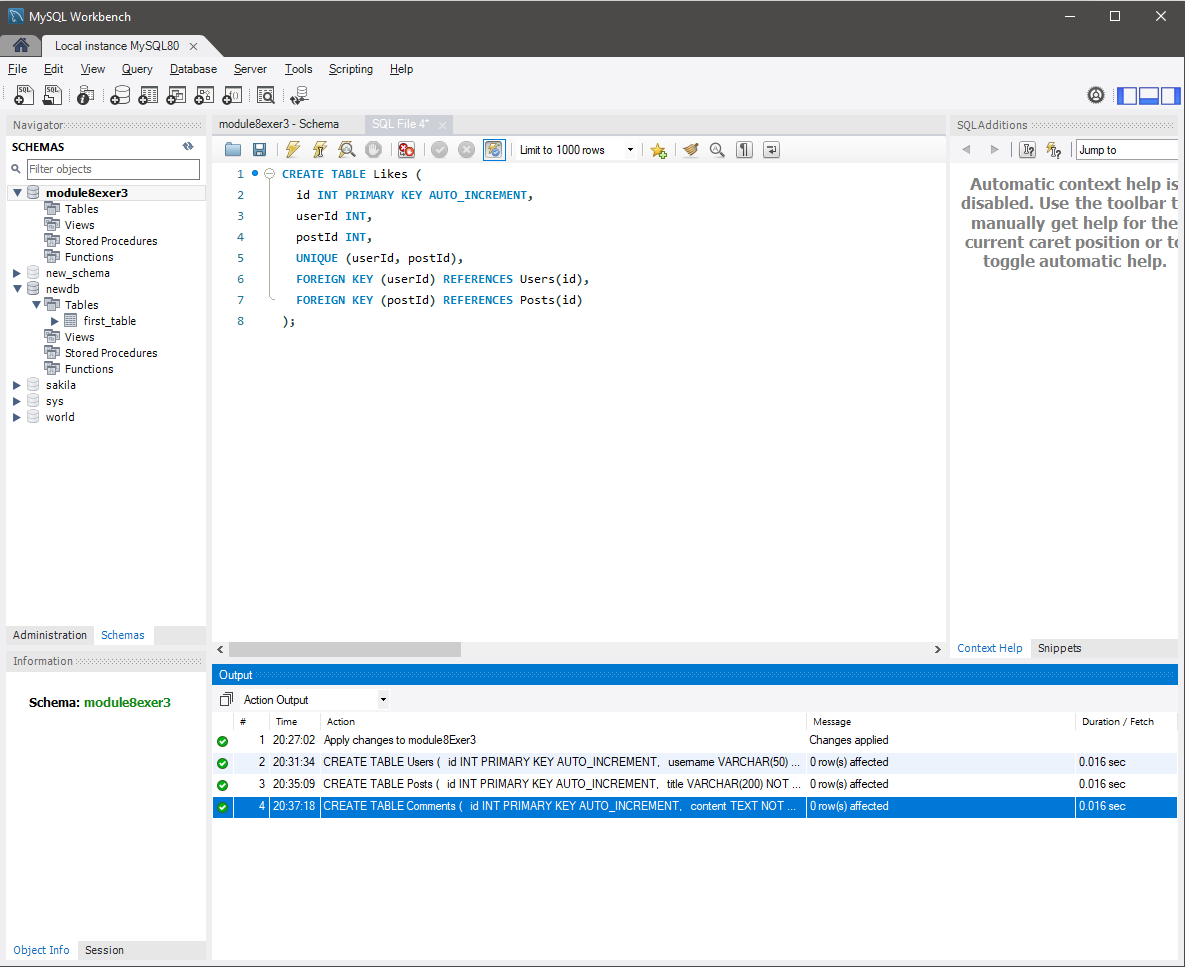 MySQL Workbench
Local instance MySQL80
File Edit View Query Database Server Tools Scripting Help
Navigator
SCHEMAS
Filter objects
module8exer3
Tables
Views
Stored Procedures
Functions
new_schema
newdb
Tables
first_table
Views
Stored Procedures
Functions
sakila
sys
world
Administration Schemas
Information
Schema: module8exer3
Object Info Session
module8exer3 - Schema SQL File 4*
Limit to 1000 rows
1 CREATE TABLE Likes (
2 id INT PRIMARY KEY AUTO_INCREMENT,
3 userId INT,
4 postId INT,
5 UNIQUE (userId, postId),
6 FOREIGN KEY (userId) REFERENCES Users(id),
7 FOREIGN KEY (postId) REFERENCES Posts(id)
8 );
SQLAdditions
Jump to
Automatic context help is
disabled. Use the toolbar t
manually get help for the
current caret position or to
toggle automatic help.
Context Help Snippets
Output
Action Output
# Time Action Message Duration / Fetch
1 20:27:02 Apply changes to module8Exer3 Changes applied
2 20:31:34 CREATE TABLE Users ( id INT PRIMARY KEY AUTO_INCREMENT, username VARCHAR(50) ... 0 row(s) affected 0.016 sec
3 20:35:09 CREATE TABLE Posts ( id INT PRIMARY KEY AUTO_INCREMENT, title VARCHAR(200) NOT ... 0 row(s) affected 0.016 sec
4 20:37:18 CREATE TABLE Comments ( id INT PRIMARY KEY AUTO_INCREMENT, content TEXT NOT ... 0 row(s) affected 0.016 sec